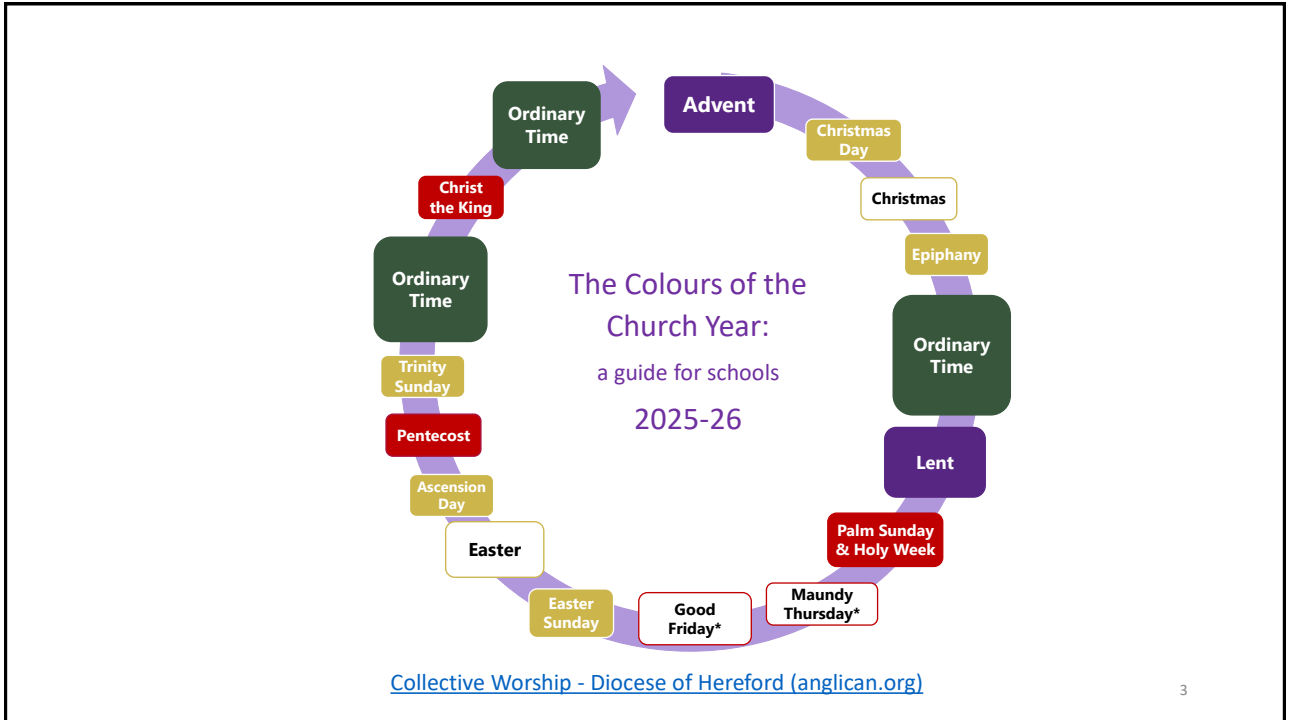 Advent
Christmas
Day
Christmas
Epiphany
Ordinary
Time
Lent
Palm Sunday
& Holy Week
Maundy
Thursday*
Good
Friday*
Easter
Sunday
Easter
Ascension
Day
Pentecost
Trinity
Sunday
Ordinary
Time
Christ
the King
Ordinary
Time
The Colours of the
Church Year:
a guide for schools
2025-26
Collective Worship - Diocese of Hereford (anglican.org)
3